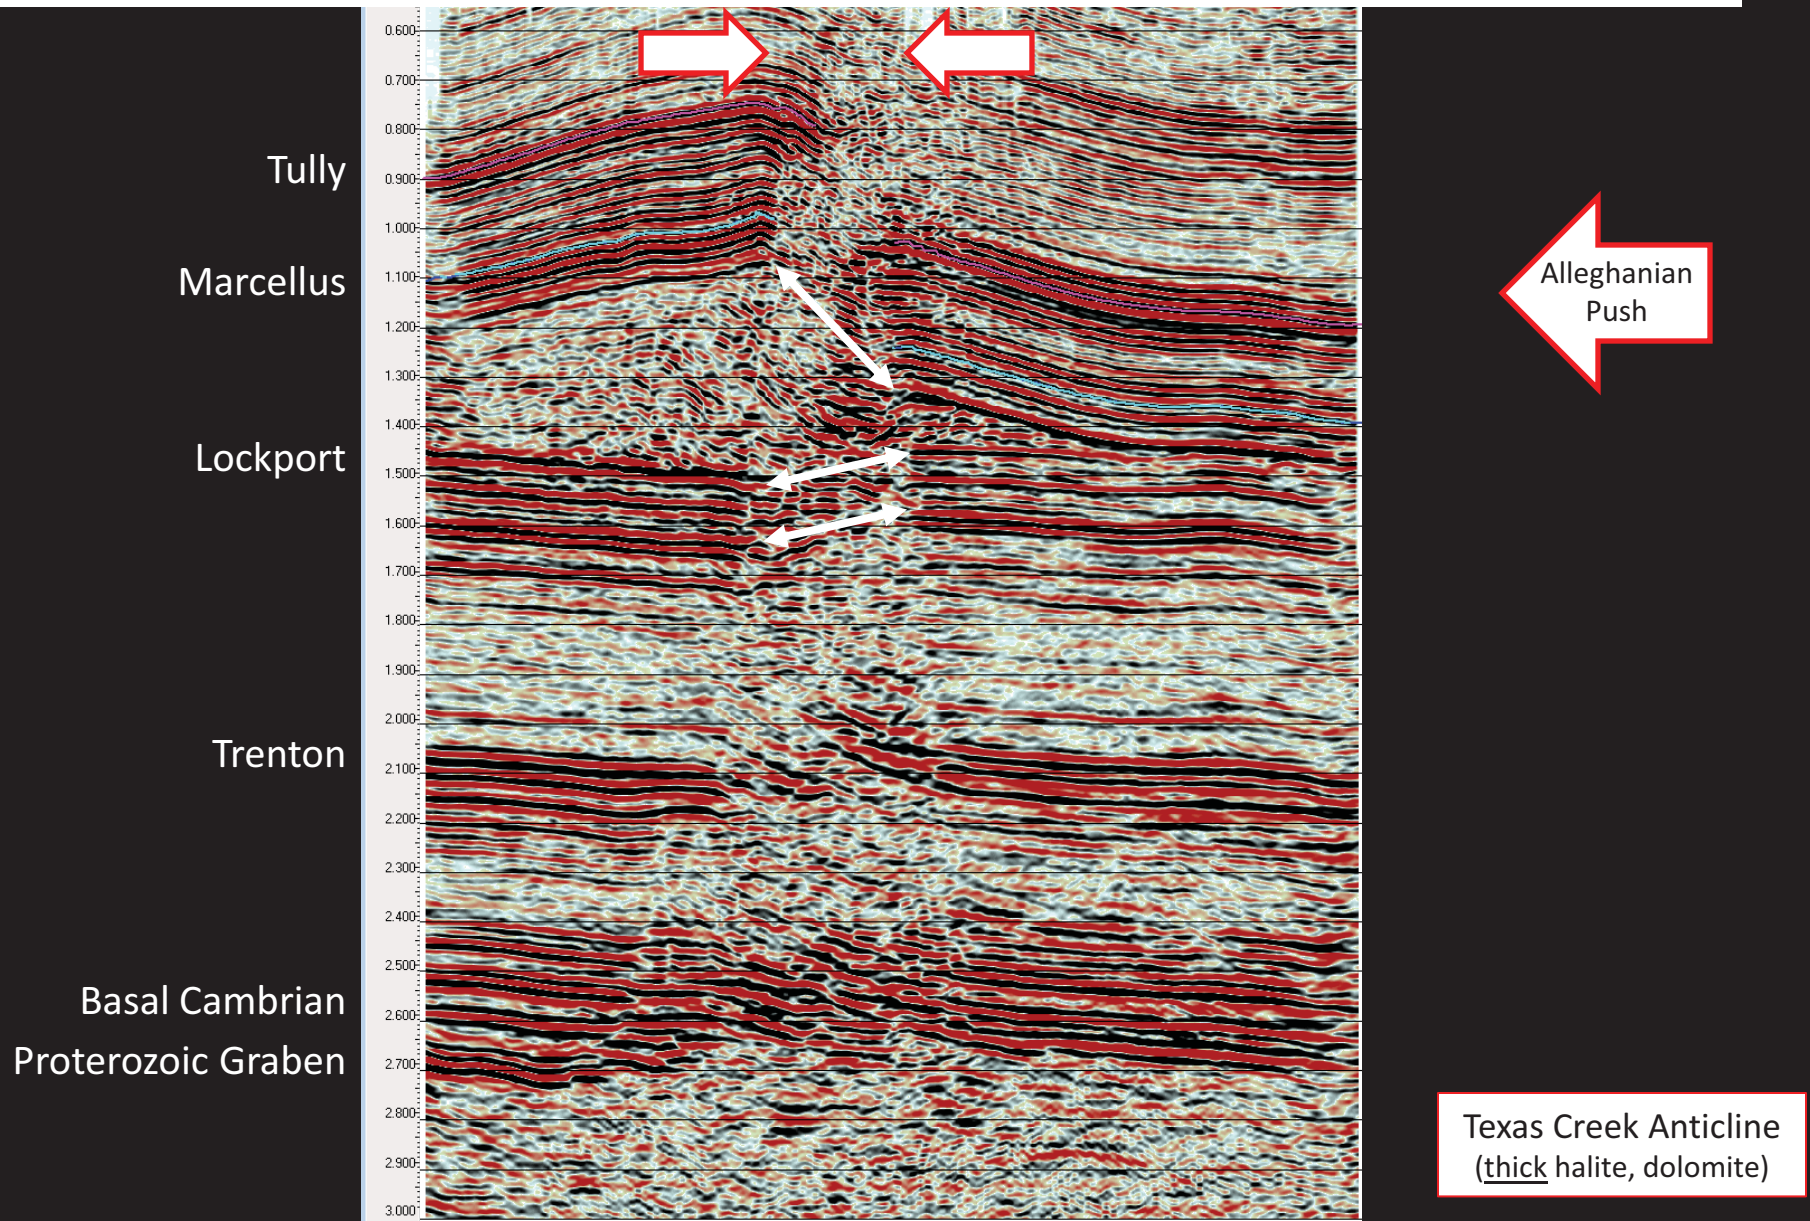 0.600
0.700
0.800
Tully
0.900
1.000
Marcellus
1.100
Alleghanian
Push
1.200
1.300
1.400
Lockport
1.500
1.600
1.700
1.800
1.900
2.000
Trenton
2.100
2.200
2.300
2.400
2.500
Basal Cambrian
2.600
Proterozoic Graben
2.700
2.800
Texas Creek Anticline
(thick halite, dolomite)
2.900
3.000